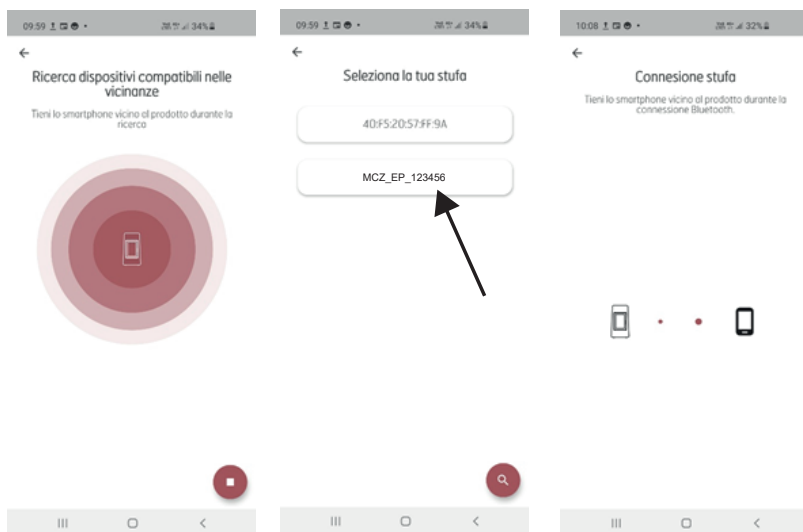 09:59
34%
Ricerca dispositivi compatibili nelle
vicinanze
Tieni lo smartphone vicino al prodotto durante la
ricerca
09:59
34%
Seleziona la tua stufa
40:F5:20:57:FF:9A
MCZ_EP_123456
10:08
32%
Connesione stufa
Tieni lo smartphone vicino al prodotto durante la
connessione Bluetooth.